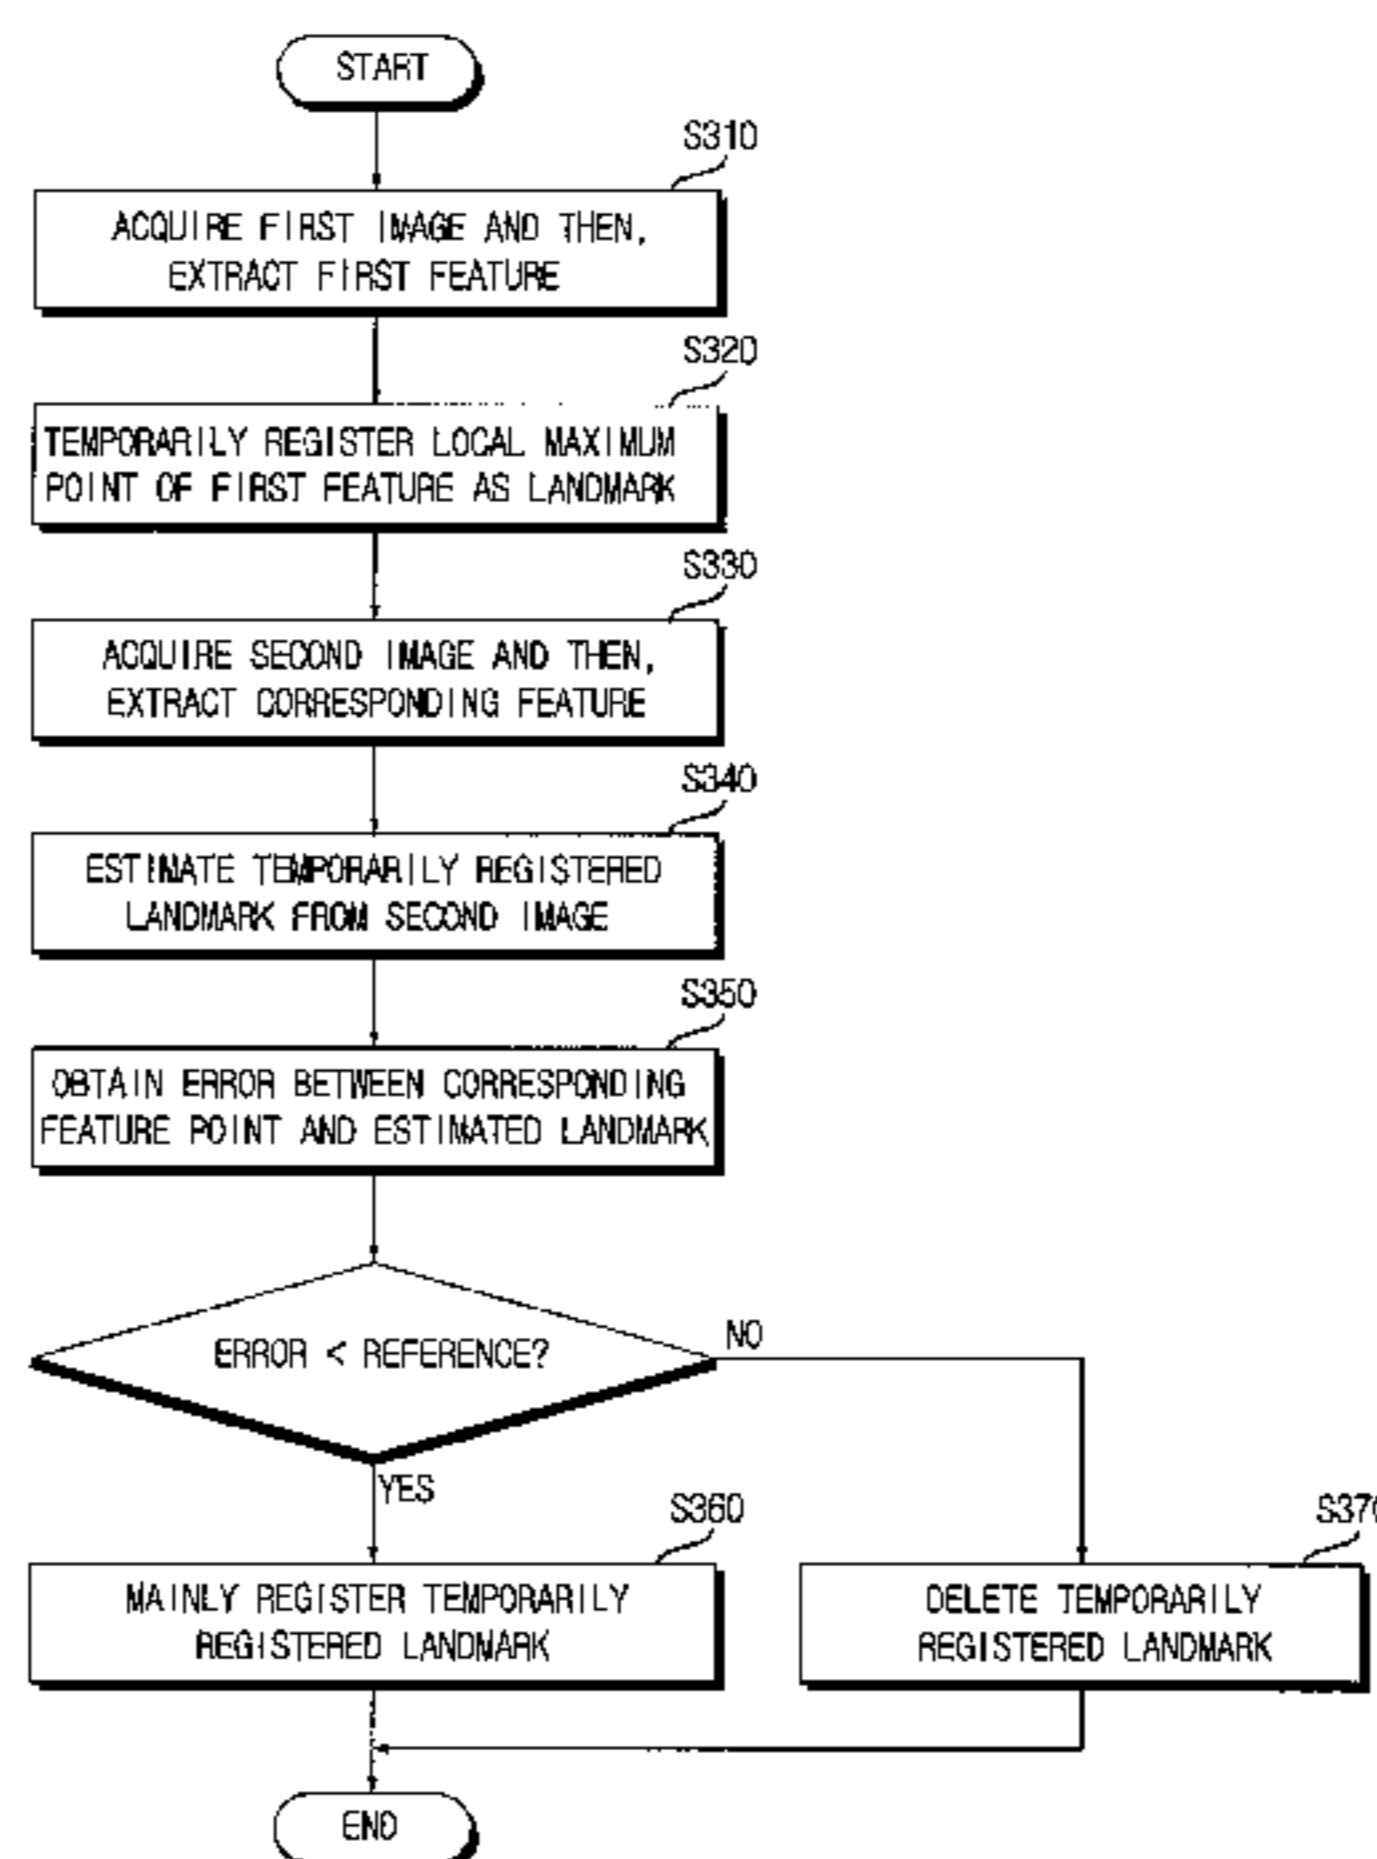 START
S310
ACQUIRE FIRST IMAGE AND THEN,
EXTRACT FIRST FEATURE
S320
TEMPORARILY REGISTER LOCAL MAXIMUM
POINT OF FIRST FEATURE AS LANDMARK
S330
ACQUIRE SECOND IMAGE AND THEN,
EXTRACT CORRESPONDING FEATURE
S340
ESTIMATE TEMPORARILY REGISTERED
LANDMARK FROM SECOND IMAGE
S350
OBTAIN ERROR BETWEEN CORRESPONDING
FEATURE POINT AND ESTIMATED LANDMARK
ERROR < REFERENCE?
NO
YES
S360
MAINLY REGISTER TEMPORARILY
REGISTERED LANDMARK
S370
DELETE TEMPORARILY
REGISTERED LANDMARK
END